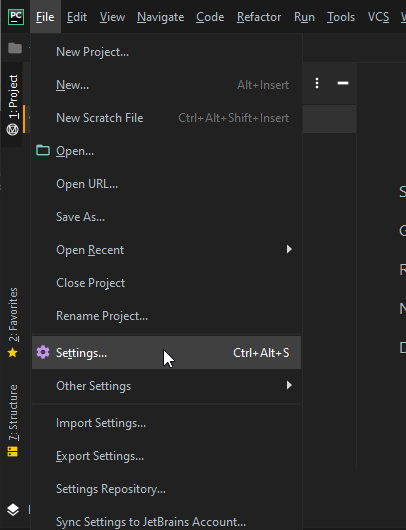 PC File Edit View Navigate Code Refactor Run Tools VCS
New Project...
New... Alt+Insert
New Scratch File Ctrl+Alt+Shift+Insert
Open...
Open URL...
Save As...
Open Recent
Close Project
Rename Project...
Settings... Ctrl+Alt+S
Other Settings
Import Settings...
Export Settings...
Settings Repository...
Sync Settings to JetBrains Account...
1: Project
2: Favorites
7: Structure